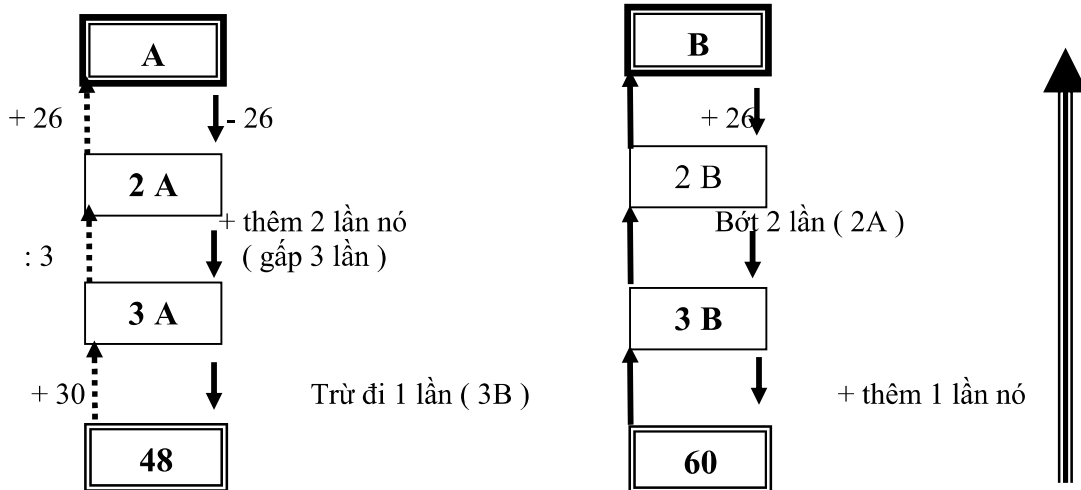 A B
+ 26 - 26 + 26
2 A 2 B
+ thêm 2 lần nó Bớt 2 lần ( 2A )
: 3 ( gấp 3 lần )
3 A 3 B
+ 30 Trừ đi 1 lần ( 3B ) + thêm 1 lần nó
48 60